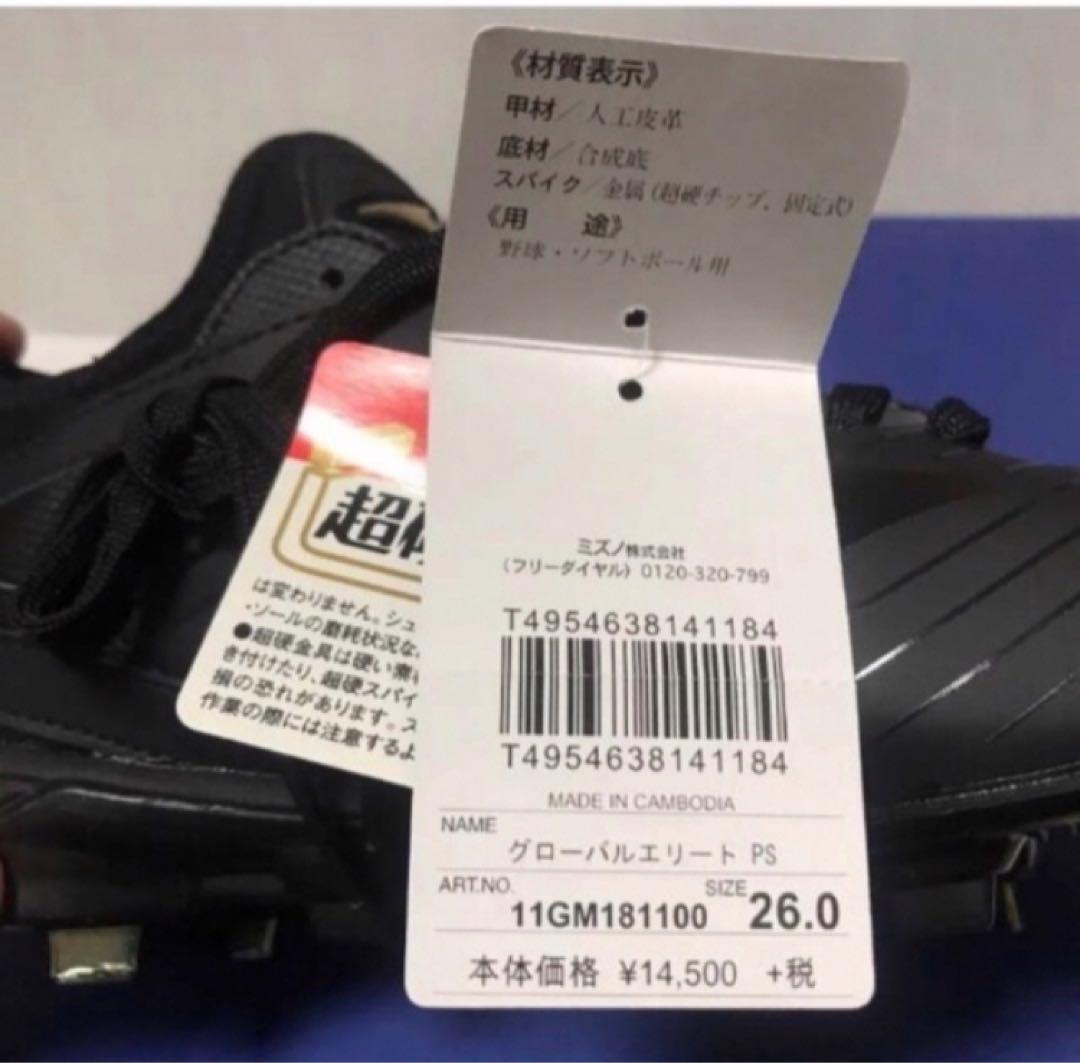 《材質表示》
甲材／人工皮革
底材／合成底
スパイク／金属(超硬チップ、固定式)
《用　途》
野球・ソフトボール用
超硬
は変わりません。シュ
・ソールの磨耗状況な
●超硬金具は硬い素
き付けたり、超硬スパイ
損の恐れがあります。ス
作業の際には注意するよ
ミズノ株式会社
(フリーダイヤル) 0120-320-799
T4954638141184
T4954638141184
MADE IN CAMBODIA
NAME
グローバルエリート PS
ART.NO. SIZE
11GM181100 26.0
本体価格 ¥14,500 +税